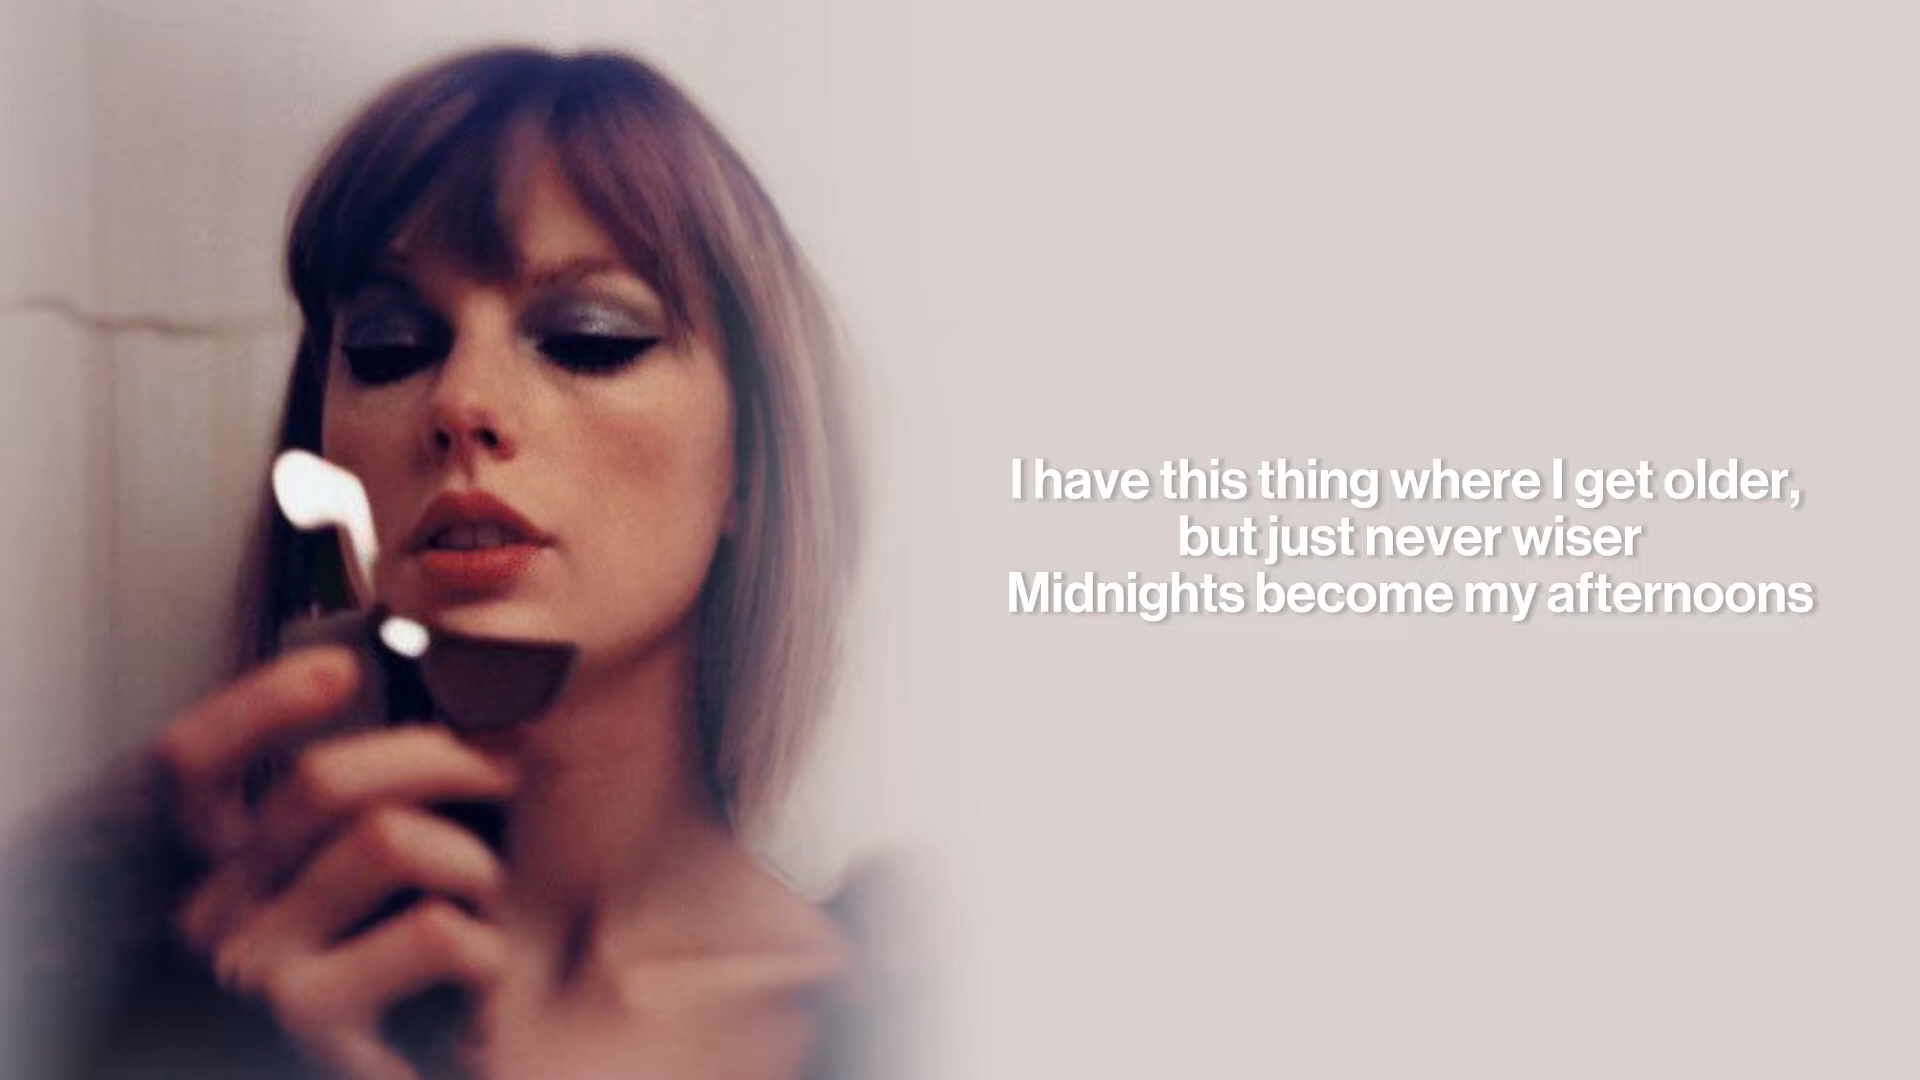 I have this thing where I get older,
but just never wiser
Midnights become my afternoons